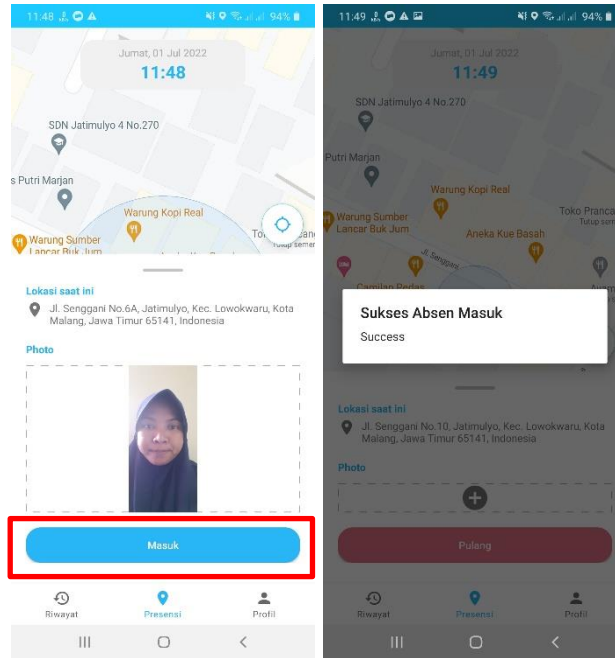 11:48
94%
Jumat, 01 Jul 2022
11:48
SDN Jatimulyo 4 No.270
s Putri Marjan
Warung Kopi Real
Warung Sumber
Lancar Buk Jum
Lokasi saat ini
Jl. Senggani No.6A, Jatimulyo, Kec. Lowokwaru, Kota
Malang, Jawa Timur 65141, Indonesia
Photo
Masuk
Riwayat
Presensi
Profil
11:49
94%
Jumat, 01 Jul 2022
11:49
SDN Jatimulyo 4 No.270
Putri Marjan
Warung Kopi Real
Toko Pranca
Tutup sem
Warung Sumber
Lancar Buk Jum
Aneka Kue Basah
Jl. Senggani
Camilan Pedas
Sukses Absen Masuk
Success
Lokasi saat ini
Jl. Senggani No.10, Jatimulyo, Kec. Lowokwaru, Kota
Malang, Jawa Timur 65141, Indonesia
Photo
Pulang
Riwayat
Presensi
Profil